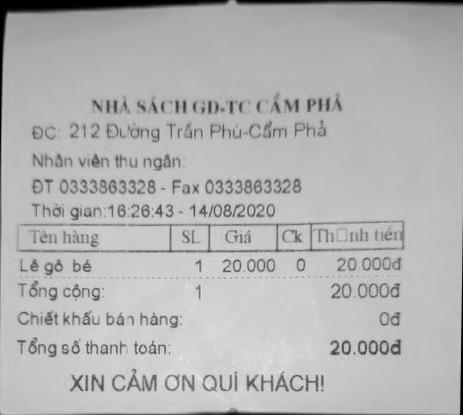 NHÀ SÁCH GD-TC CẨM PHẢ
ĐC: 212 Đường Trần Phú-Cẩm Phả
Nhân viên thu ngân:
ĐT 0333863328 - Fax 0333863328
Thời gian:16:26:43 - 14/08/2020
Tên hàng SL Giá Ck Th□nh tiền
Lê gô bé 1 20.000 0 20.000đ
Tổng cộng: 1 20.000đ
Chiết khấu bán hàng: 0đ
Tổng số thanh toán: 20.000đ
XIN CẢM ƠN QUÍ KHÁCH!